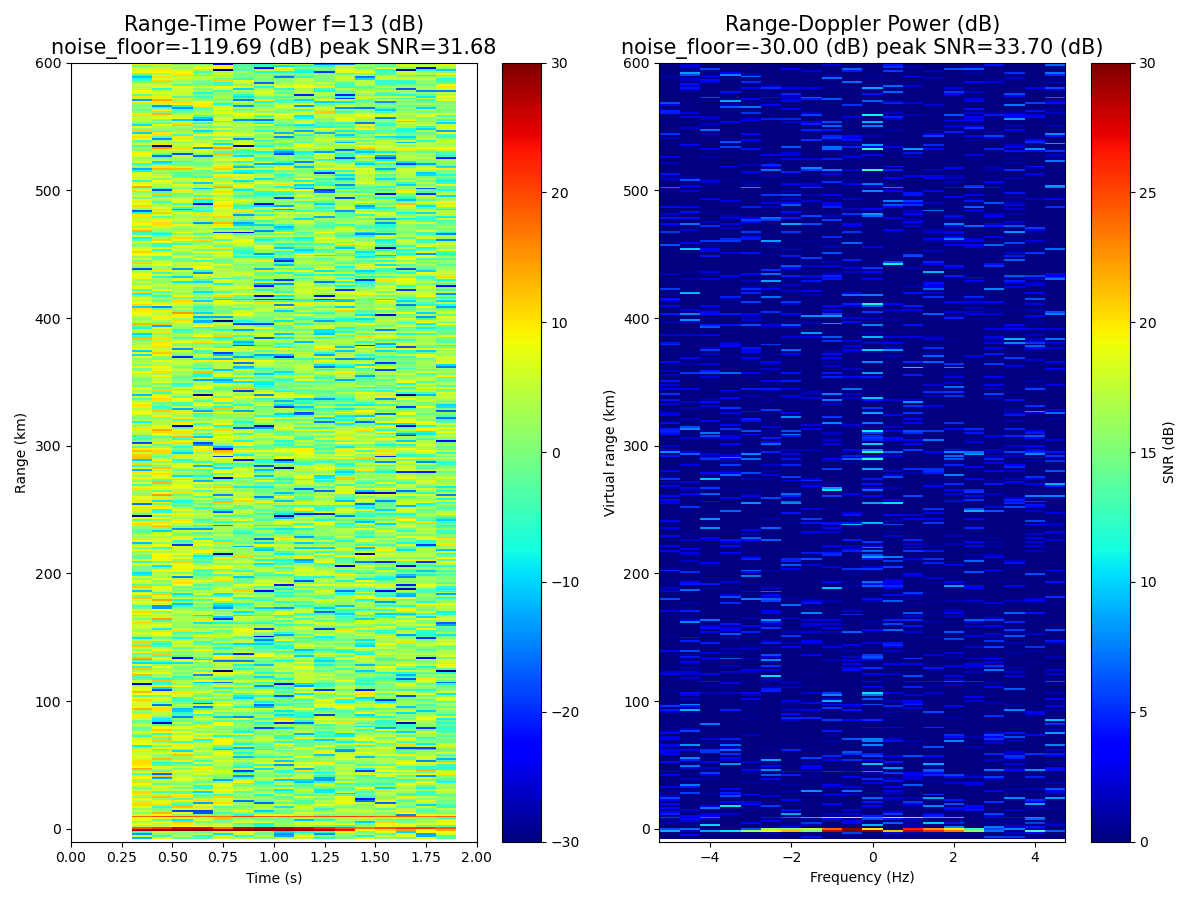 Range-Time Power f=13 (dB)
noise_floor=-119.69 (dB) peak SNR=31.68
Range-Doppler Power (dB)
noise_floor=-30.00 (dB) peak SNR=33.70 (dB)
600
500
400
300
200
100
0
Range (km)
0.00 0.25 0.50 0.75 1.00 1.25 1.50 1.75 2.00
Time (s)
30
20
10
0
−10
−20
−30
600
500
400
300
200
100
0
Virtual range (km)
−4 −2 0 2 4
Frequency (Hz)
30
25
20
15
10
5
0
SNR (dB)